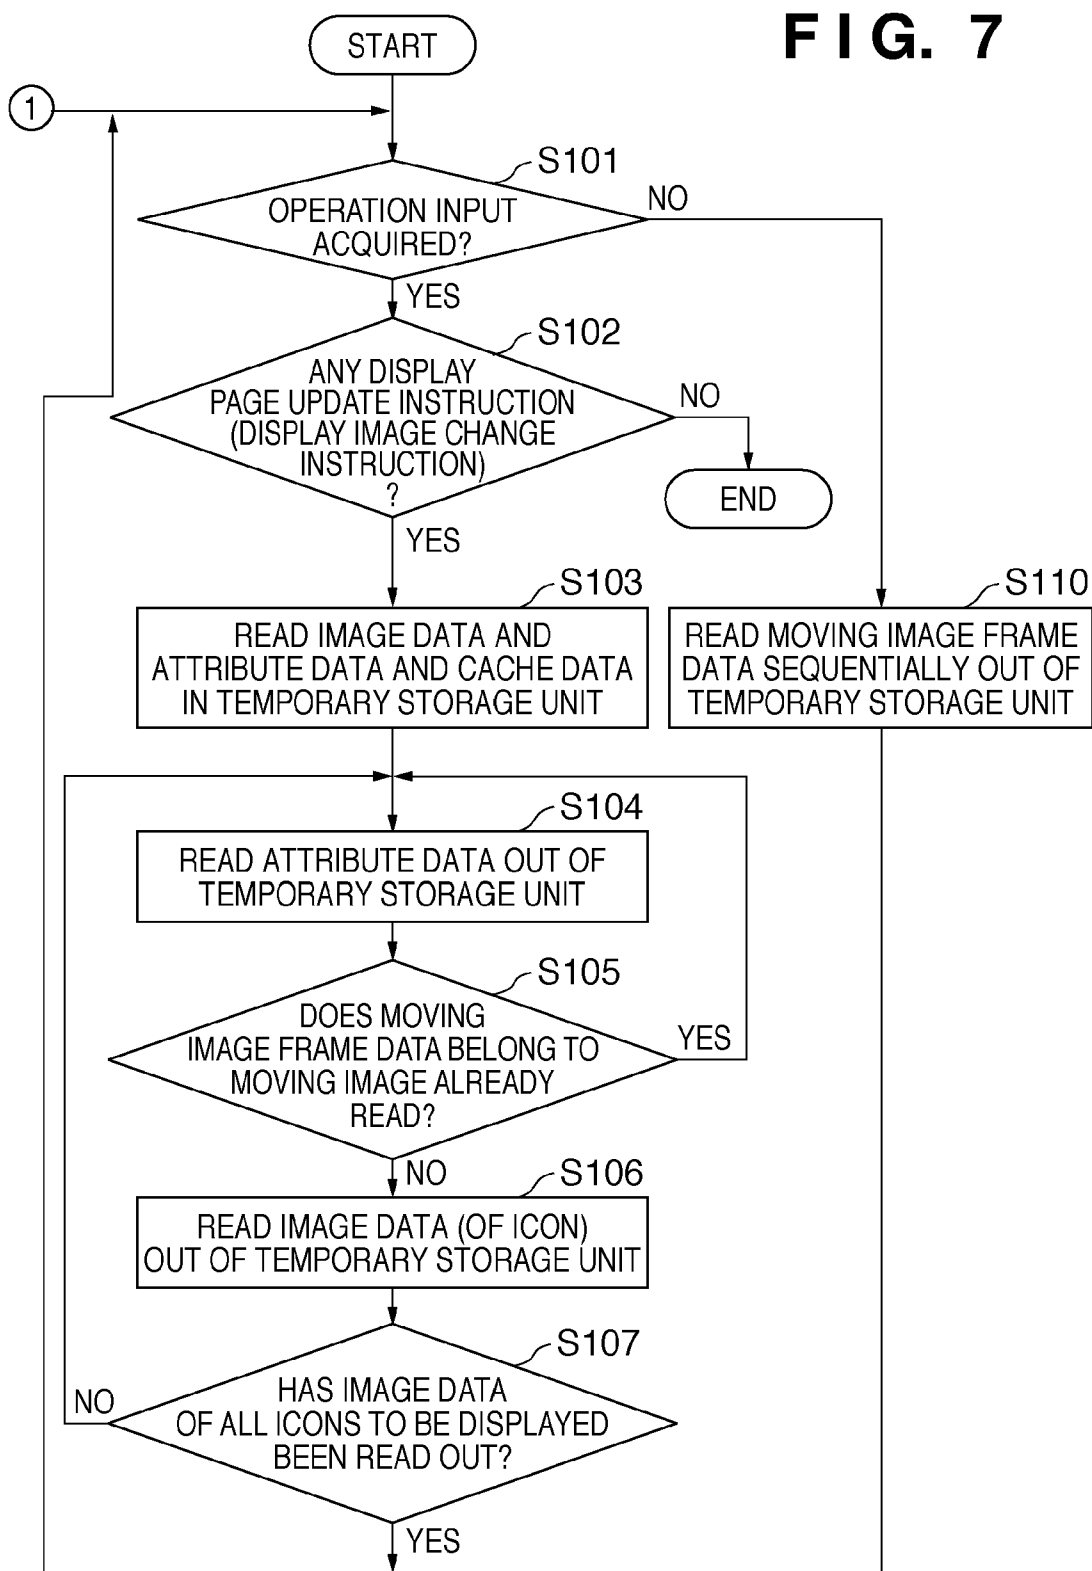 FIG. 7
START
1
S101
OPERATION INPUT
ACQUIRED?
NO
YES
S102
ANY DISPLAY
PAGE UPDATE INSTRUCTION
(DISPLAY IMAGE CHANGE
INSTRUCTION)
?
NO
END
YES
S103
READ IMAGE DATA AND
ATTRIBUTE DATA AND CACHE DATA
IN TEMPORARY STORAGE UNIT
S110
READ MOVING IMAGE FRAME
DATA SEQUENTIALLY OUT OF
TEMPORARY STORAGE UNIT
S104
READ ATTRIBUTE DATA OUT OF
TEMPORARY STORAGE UNIT
S105
DOES MOVING
IMAGE FRAME DATA BELONG TO
MOVING IMAGE ALREADY
READ?
YES
NO
S106
READ IMAGE DATA (OF ICON)
OUT OF TEMPORARY STORAGE UNIT
S107
HAS IMAGE DATA
OF ALL ICONS TO BE DISPLAYED
BEEN READ OUT?
NO
YES